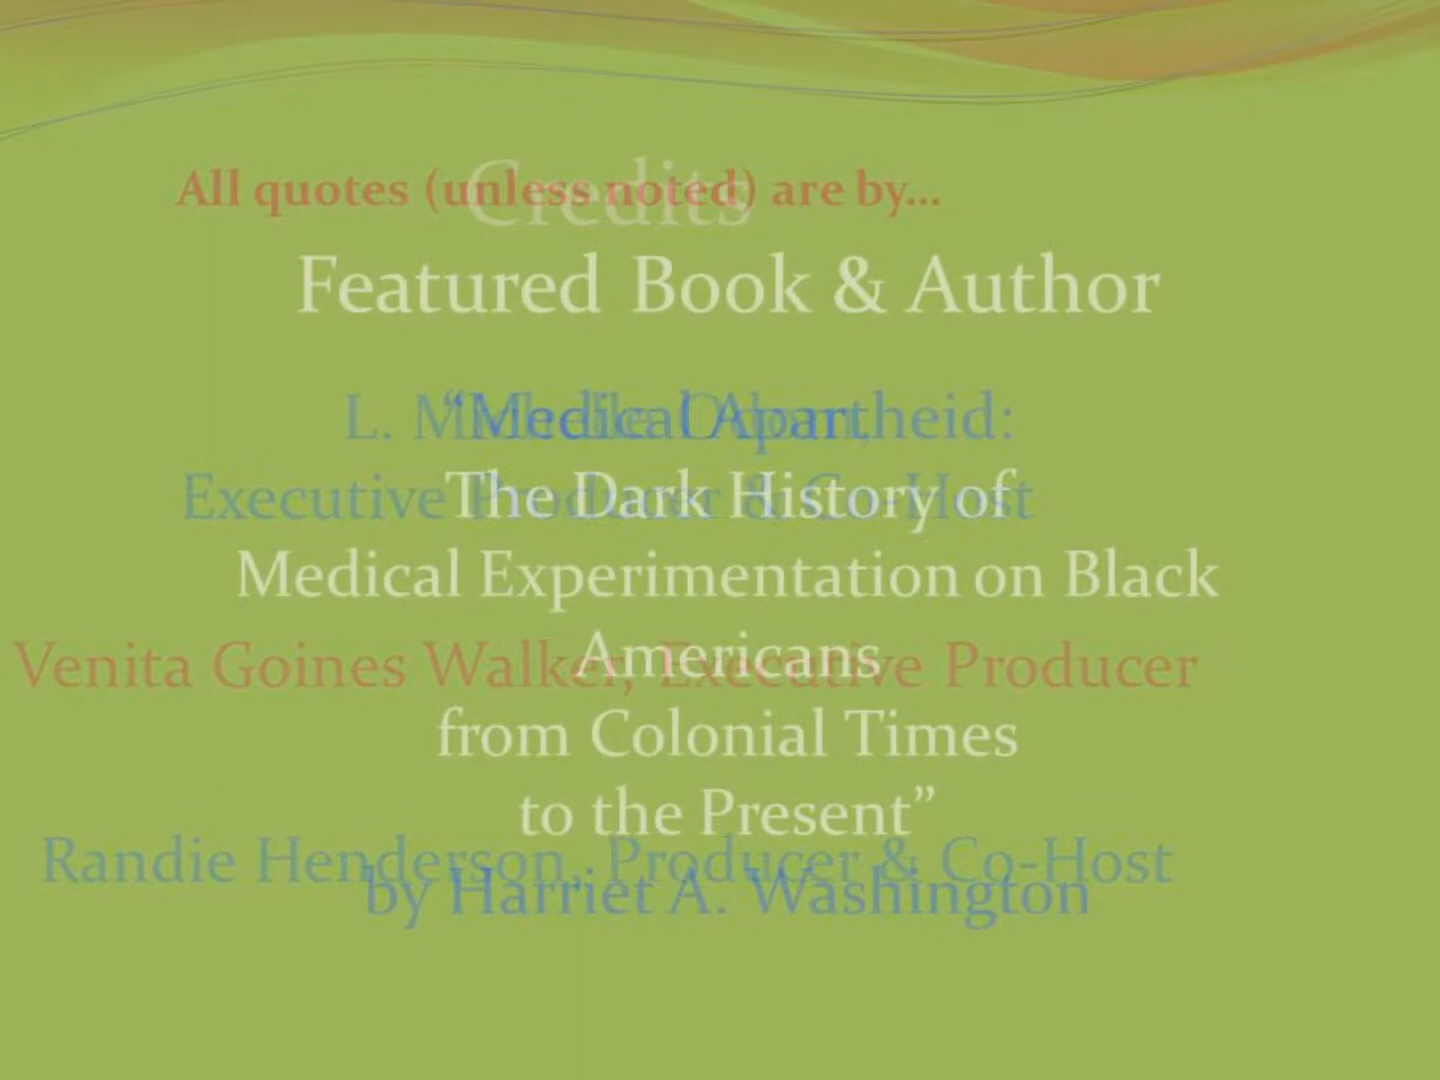 Credits
All quotes (unless noted) are by...
Featured Book & Author
L.
“Medical Apartheid:
Executive Producer & Co-Host
The Dark History of
Medical Experimentation on Black
Americans
Venita Goines Walker, Executive Producer
from Colonial Times
to the Present”
Randie Henderson, Producer & Co-Host
by Harriet A. Washington